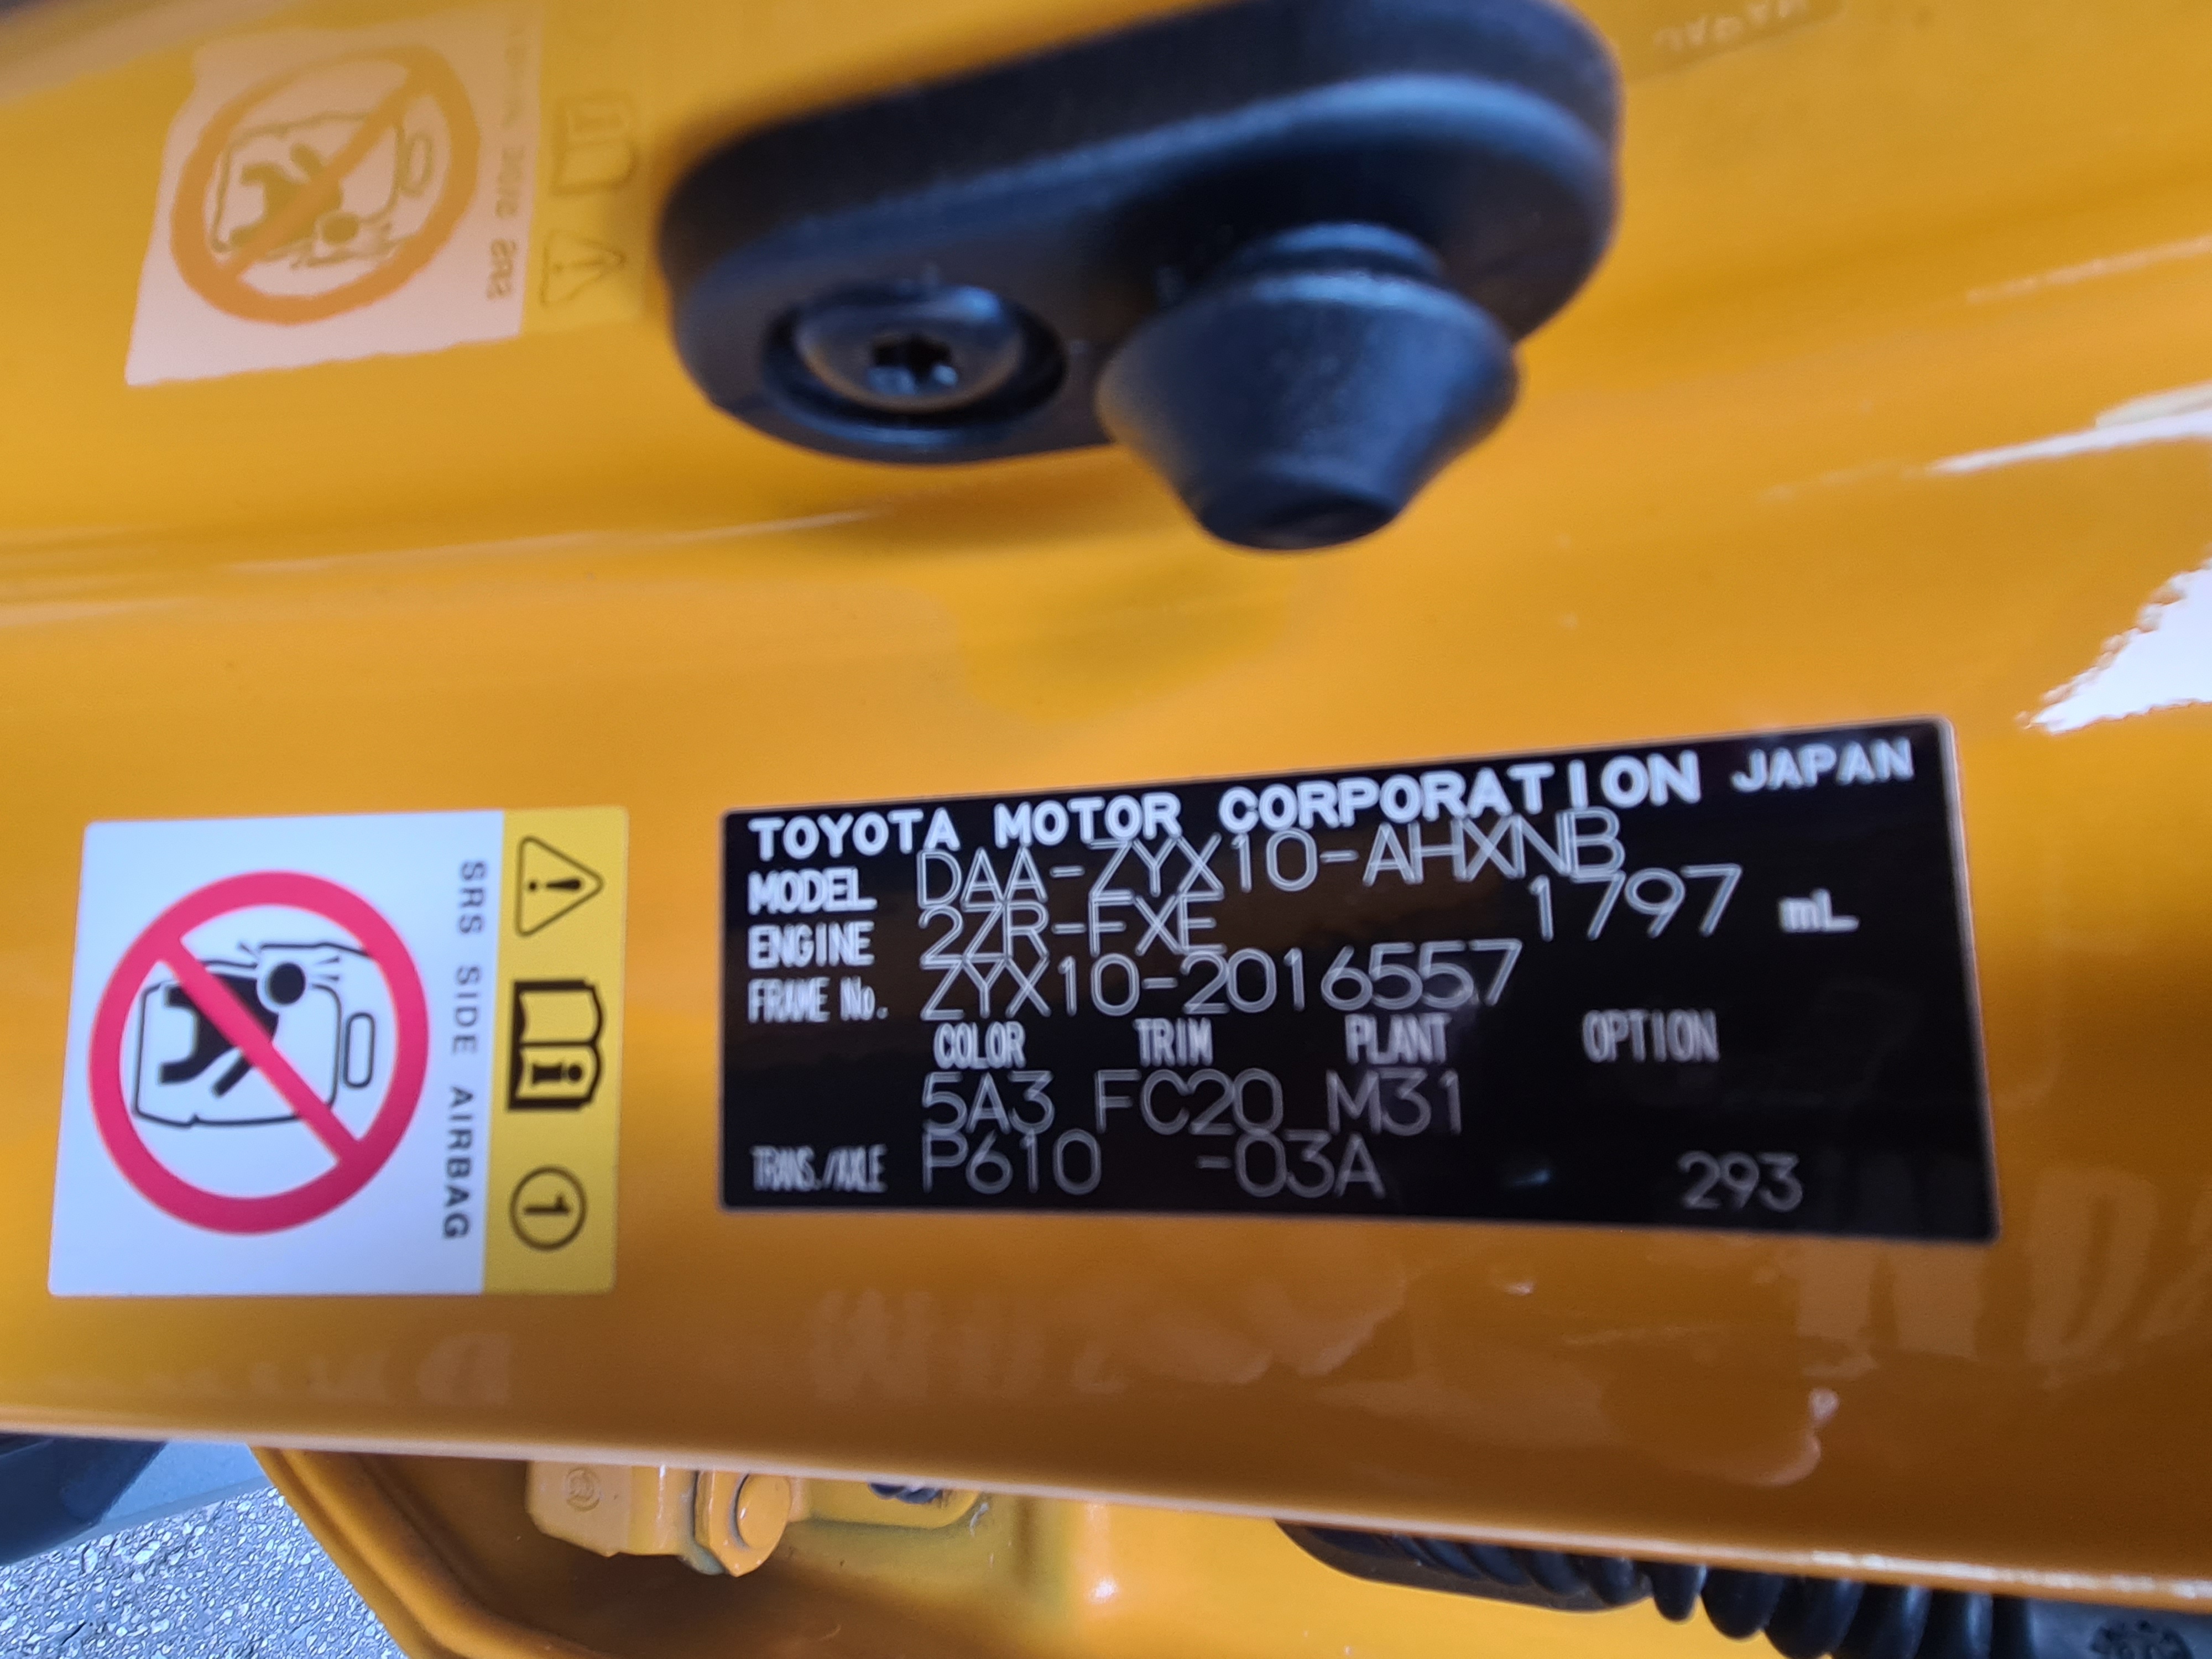 TOYOTA MOTOR CORPORATION JAPAN
MODEL DAA-ZYX10-AHXNB
ENGINE 2ZR-FXE 1797 mL
FRAME No. ZYX10-2016557
COLOR TRIM PLANT OPTION
5A3 FC20 M31
TRANS./AXLE P610 -03A 293
SRS SIDE AIRBAG
1